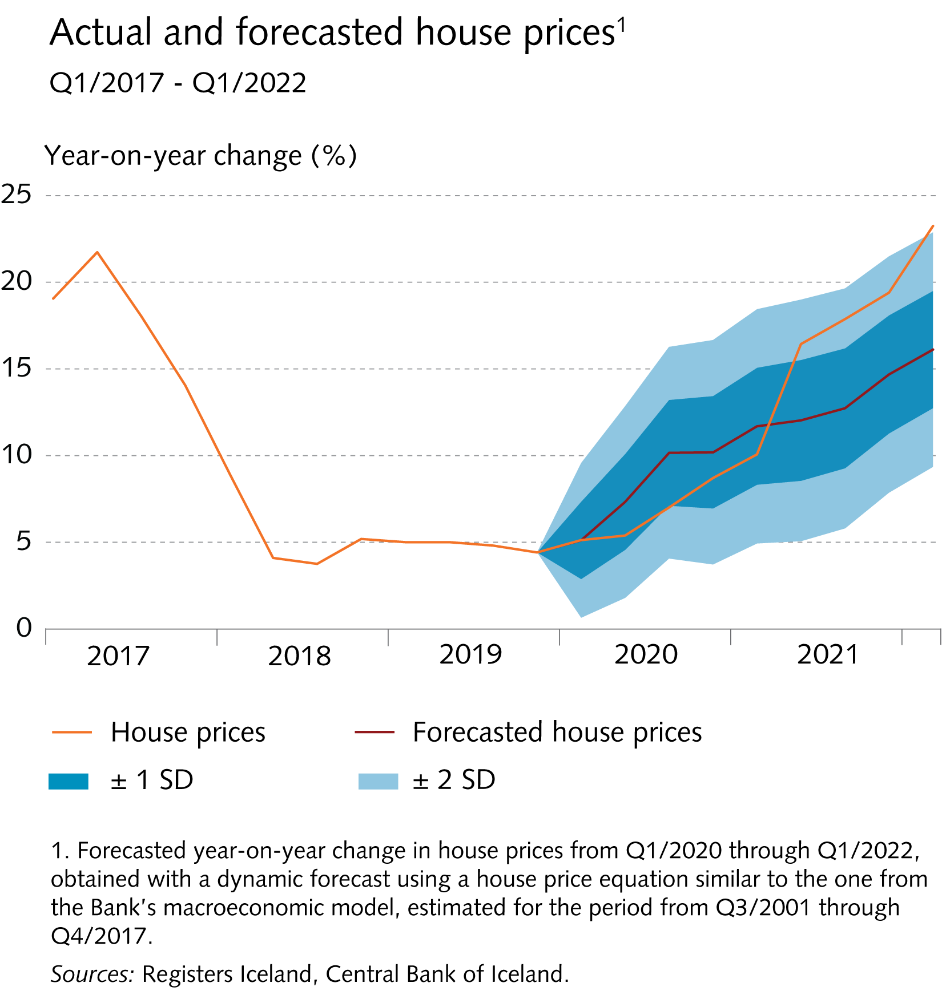 Actual and forecasted house prices¹
Q1/2017 - Q1/2022
Year-on-year change (%)
25
20
15
10
5
0
2017 2018 2019 2020 2021
House prices
Forecasted house prices
± 1 SD
± 2 SD
1. Forecasted year-on-year change in house prices from Q1/2020 through Q1/2022,
obtained with a dynamic forecast using a house price equation similar to the one from
the Bank's macroeconomic model, estimated for the period from Q3/2001 through
Q4/2017.
Sources: Registers Iceland, Central Bank of Iceland.